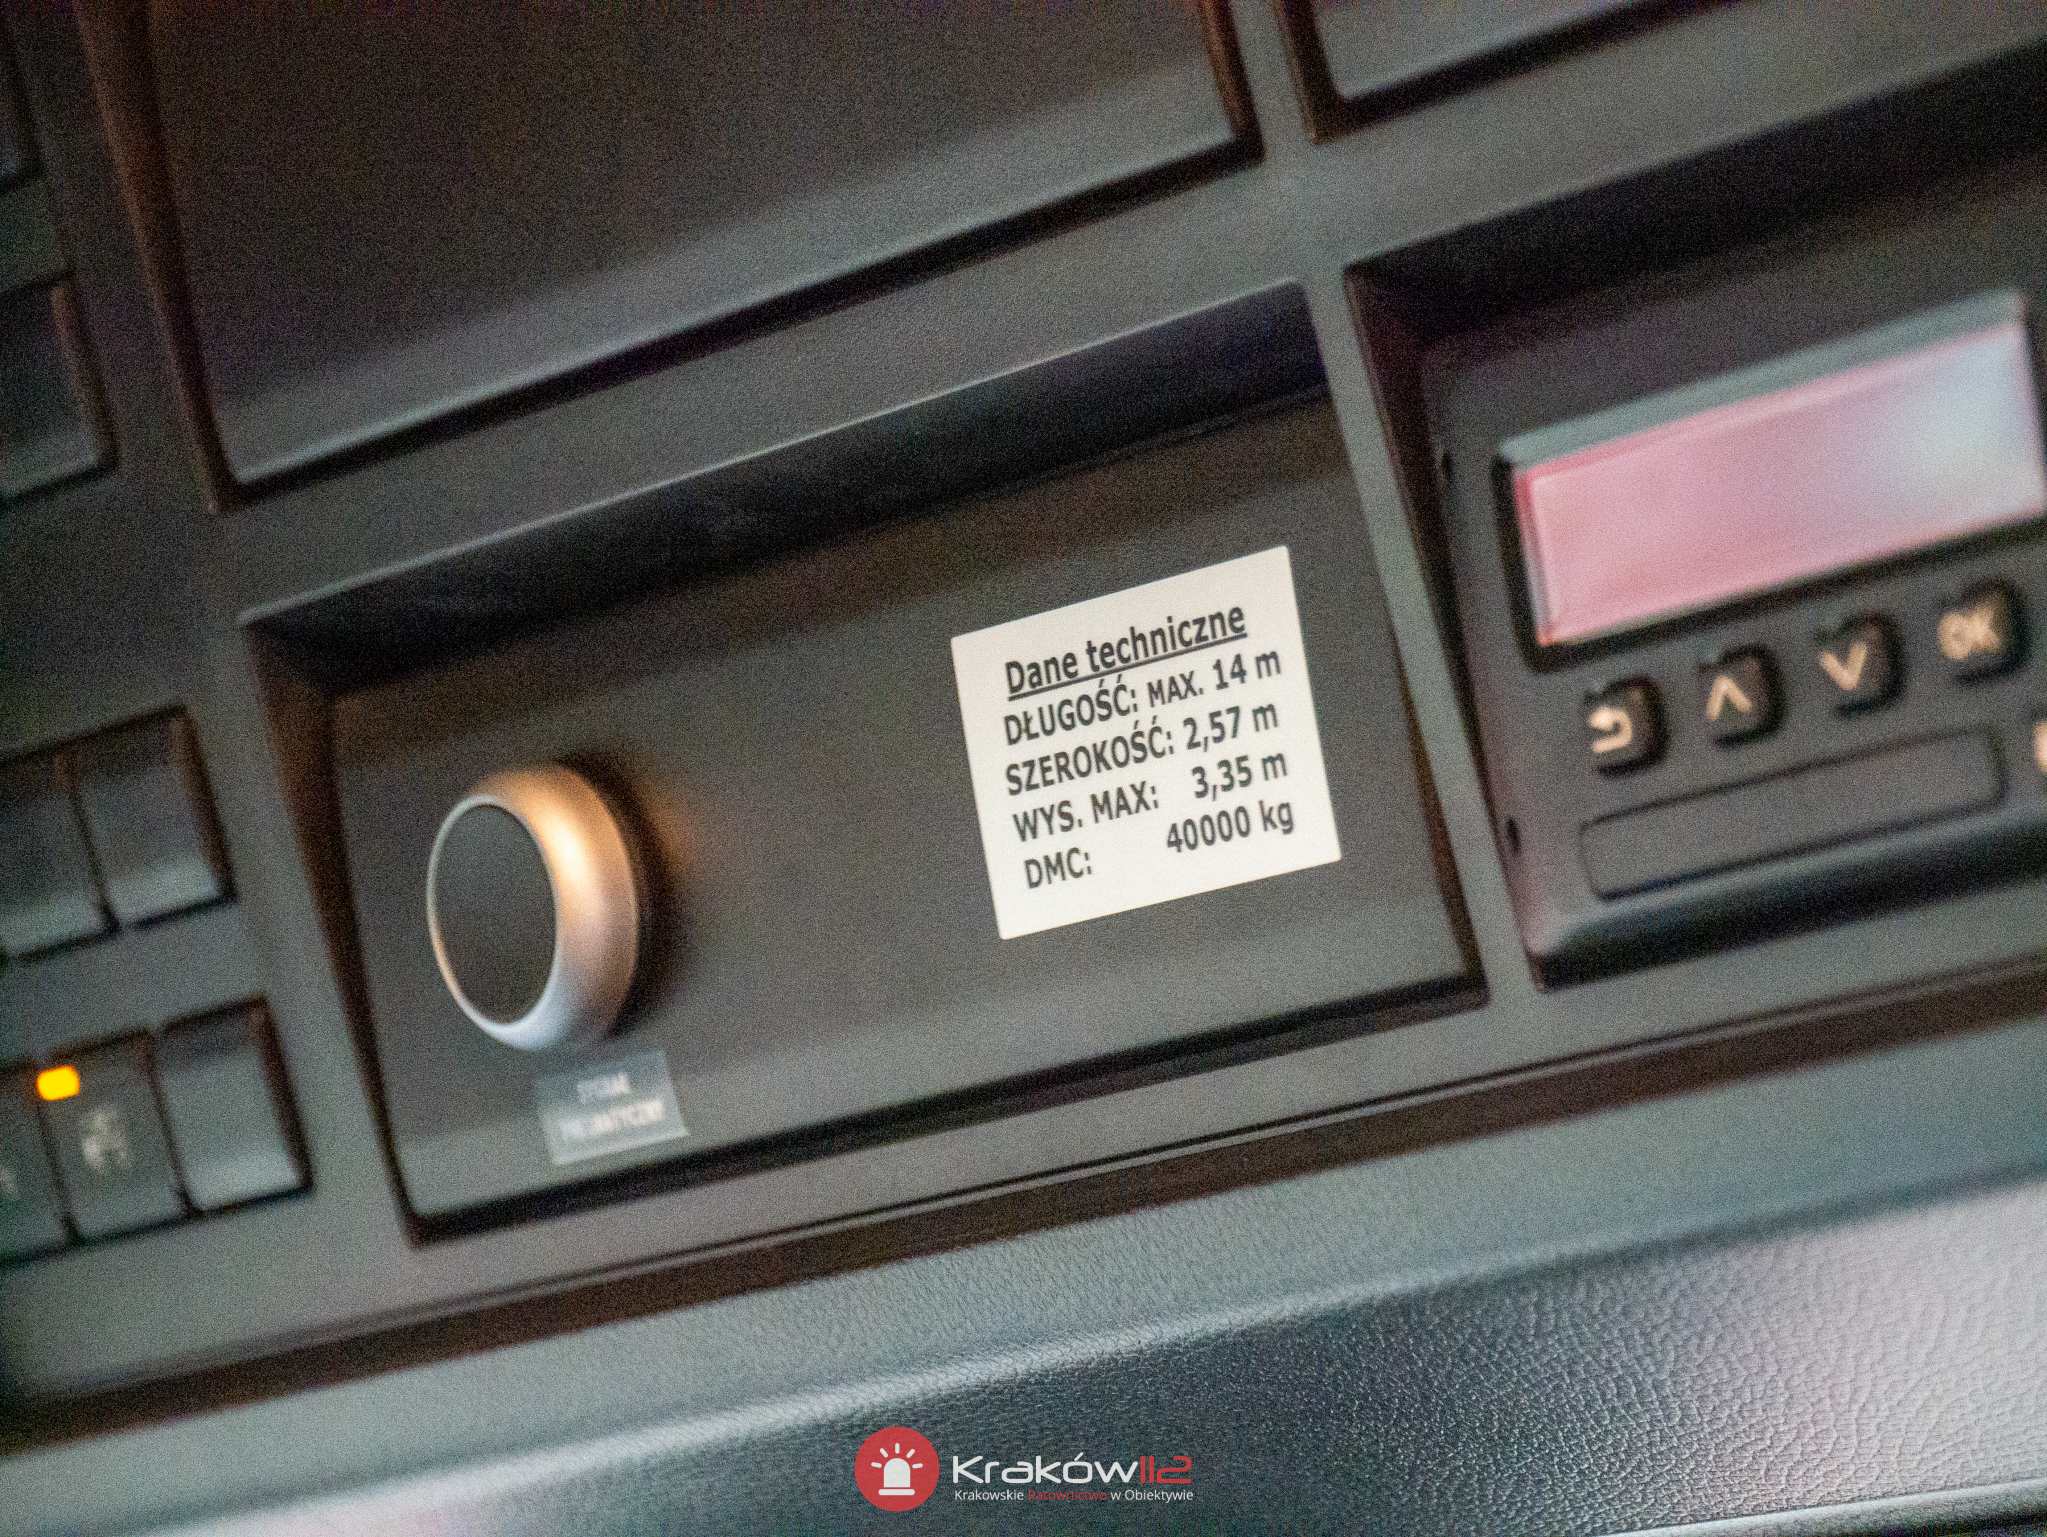 Dane techniczne
DŁUGOŚĆ: MAX. 14 m
SZEROKOŚĆ: 2,57 m
WYS. MAX: 3,35 m
DMC: 40000 kg
OK
Kraków112
Krakowskie Ratownictwo w Obiektywie